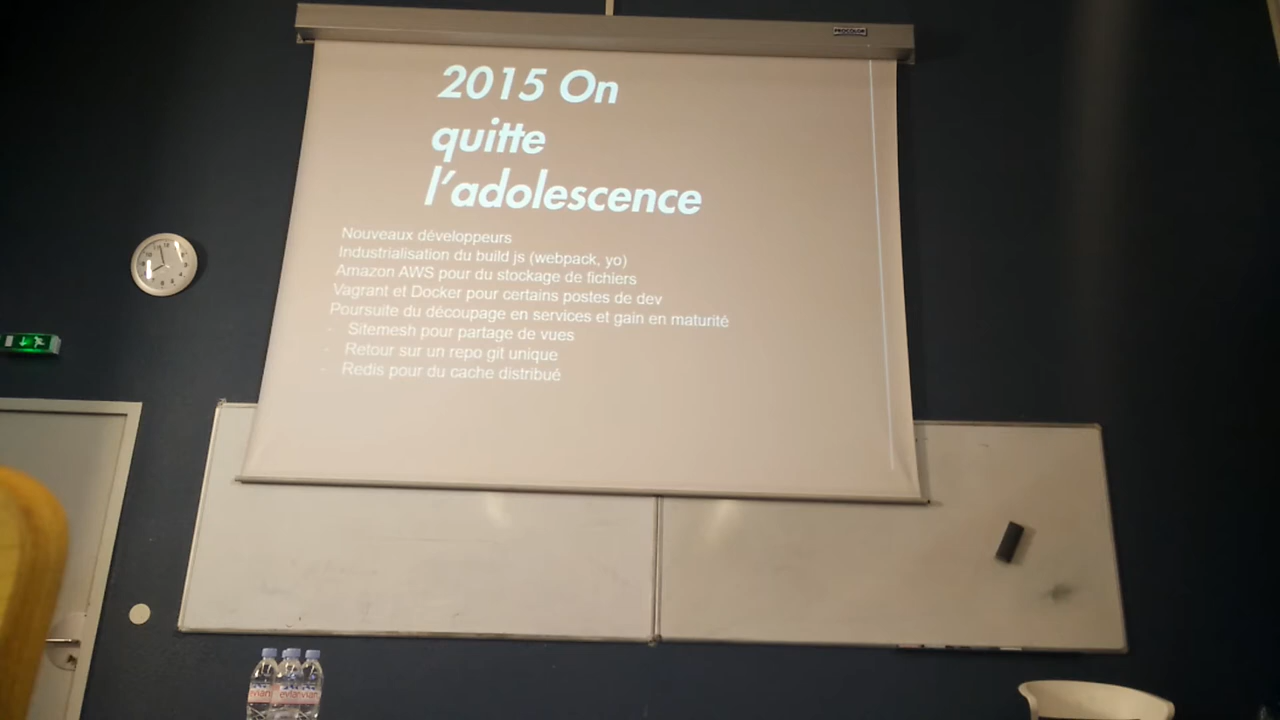 PROCOLOR
2015 On
quitte
l'adolescence
Nouveaux développeurs
Industrialisation du build js (webpack, yo)
Amazon AWS pour du stockage de fichiers
Vagrant et Docker pour certains postes de dev
Poursuite du découpage en services et gain en maturité
- Sitemesh pour partage de vues
- Retour sur un repo git unique
- Redis pour du cache distribué
evian